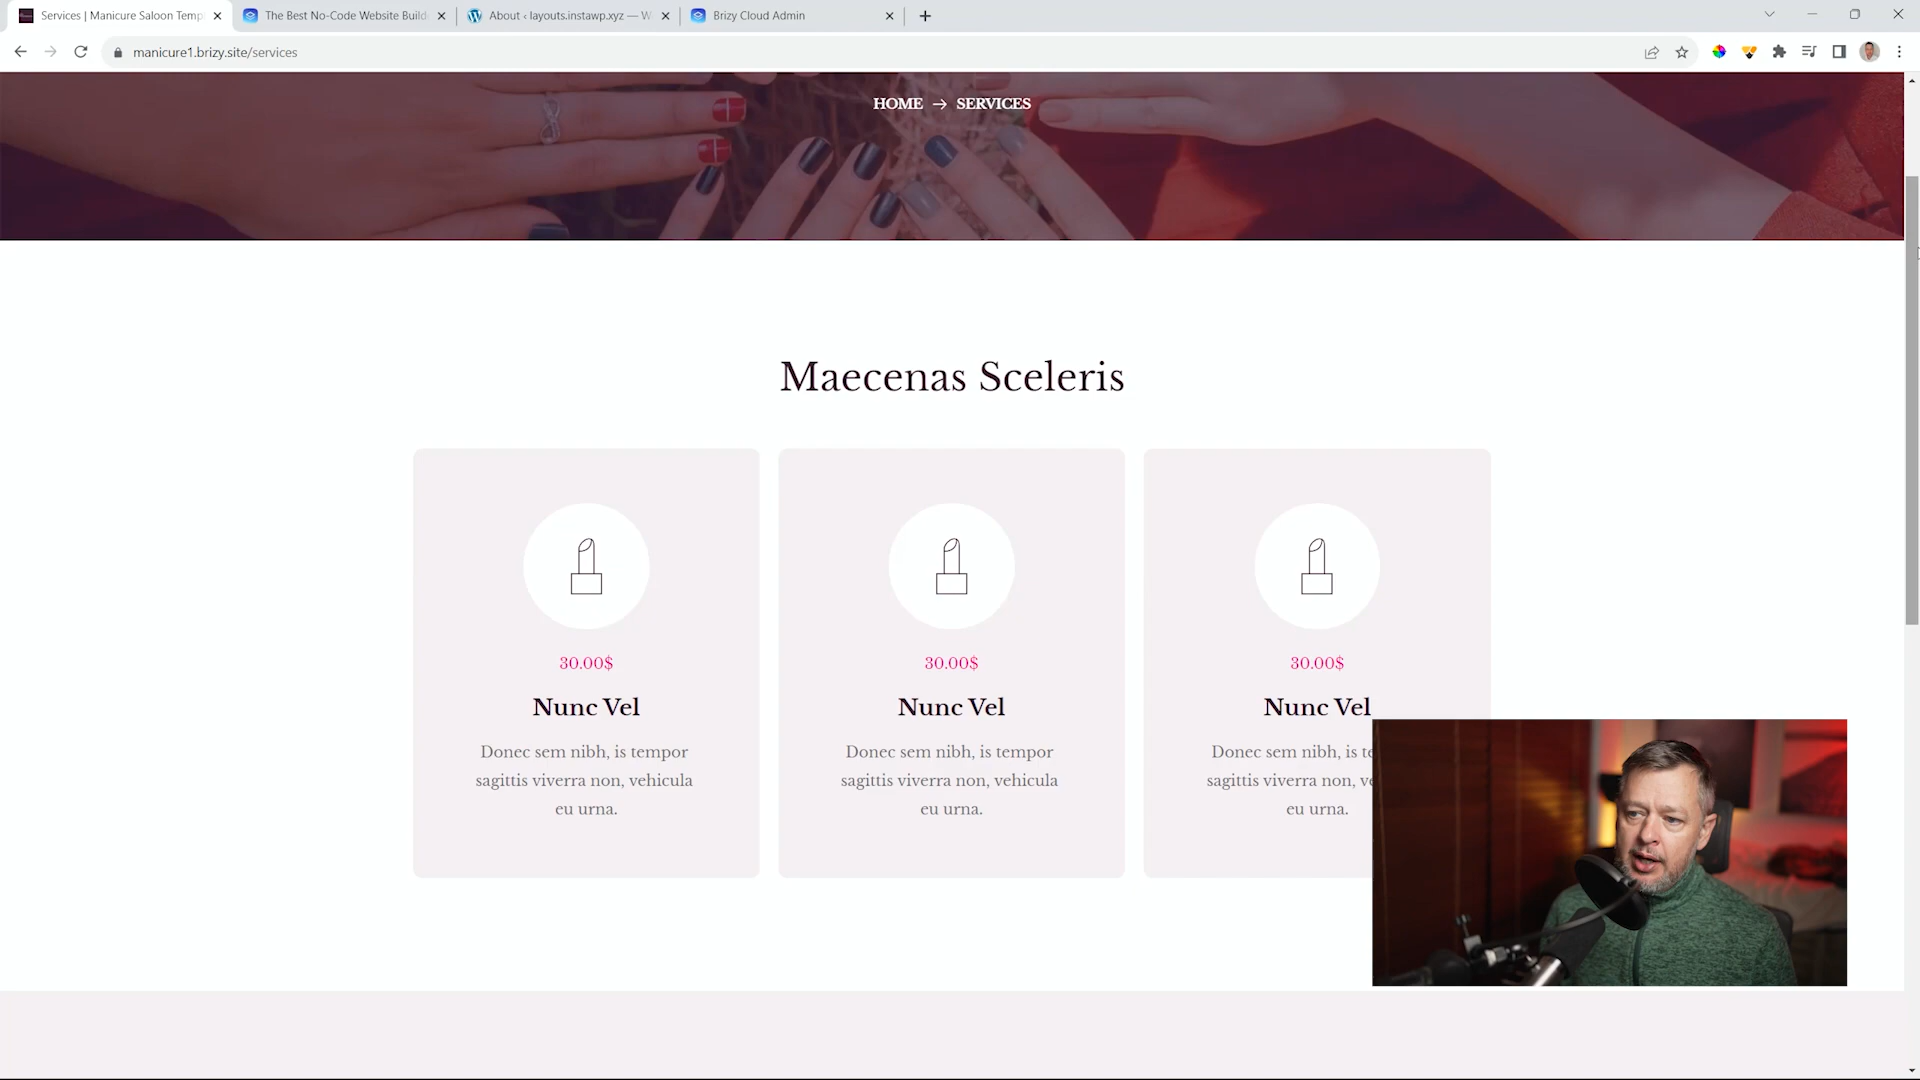 Services | Manicure Saloon Temp
The Best No-Code Website Build
About ‹ layouts.instawp.xyz — W
Brizy Cloud Admin
manicure1.brizy.site/services
HOME → SERVICES
Maecenas Sceleris
30.00$
Nunc Vel
Donec sem nibh, is tempor
sagittis viverra non, vehicula
eu urna.
30.00$
Nunc Vel
Donec sem nibh, is tempor
sagittis viverra non, vehicula
eu urna.
30.00$
Nunc Vel
Donec sem nibh, is te
sagittis viverra non, ve
eu urna.